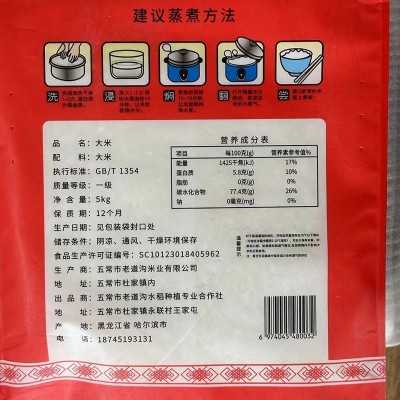 建议蒸煮方法
洗
浸
焖
翻
尝
品 名：大米
配 料：大米
执行标准：GB/T 1354
质量等级：一级
净 含 量：5kg
保 质 期：12个月
生产日期：见包装袋封口处
储存条件：阴凉、通风、干燥环境保存
食品生产许可证编号：SC10123018405962
生 产 商：五常市老道沟米业有限公司
地 址：五常市杜家镇内
出 品 商：五常市老道沟水稻种植专业合作社
地 址：五常市杜家镇永联村王家屯
产 地：黑龙江省 哈尔滨市
电 话：18745193131
营养成分表
项目 每100克(g) 营养素参考值%
能量 1425千焦(kJ) 17%
蛋白质 5.8克(g) 10%
脂肪 0克(g) 0%
碳水化合物 77.4克(g) 26%
钠 0毫克(mg) 0%
温馨提示
6 974045 480032